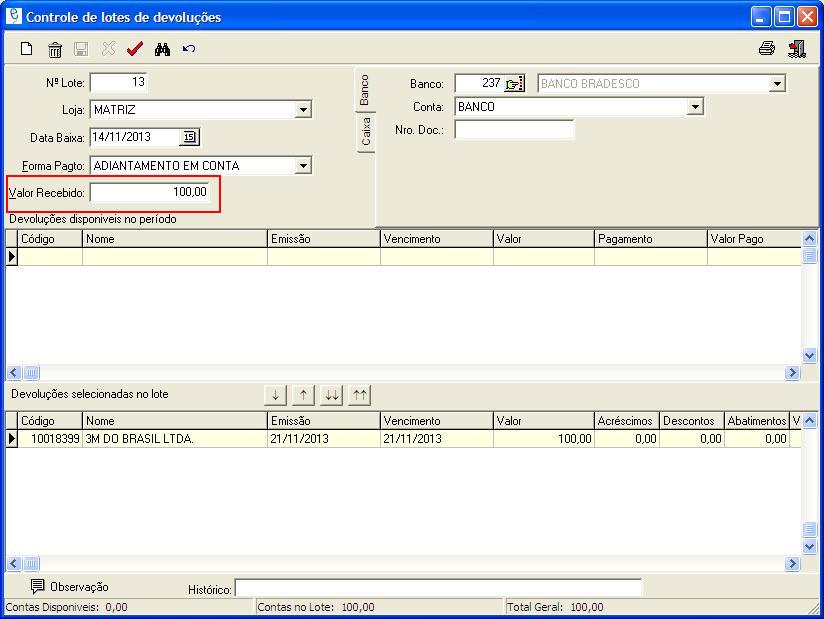 Controle de lotes de devoluções
Nº Lote: 13
Loja: MATRIZ
Data Baixa: 14/11/2013 15
Forma Pagto: ADIANTAMENTO EM CONTA
Valor Recebido: 100,00
Banco
Caixa
Banco: 237 BANCO BRADESCO
Conta: BANCO
Nro. Doc.:
Devoluções disponiveis no período
Código Nome Emissão Vencimento Valor Pagamento Valor Pago
Devoluções selecionadas no lote
Código Nome Emissão Vencimento Valor Acréscimos Descontos Abatimentos V
10018399 3M DO BRASIL LTDA. 21/11/2013 21/11/2013 100,00 0,00 0,00 0,00
Observação Histórico:
Contas Disponiveis: 0,00 Contas no Lote: 100,00 Total Geral: 100,00